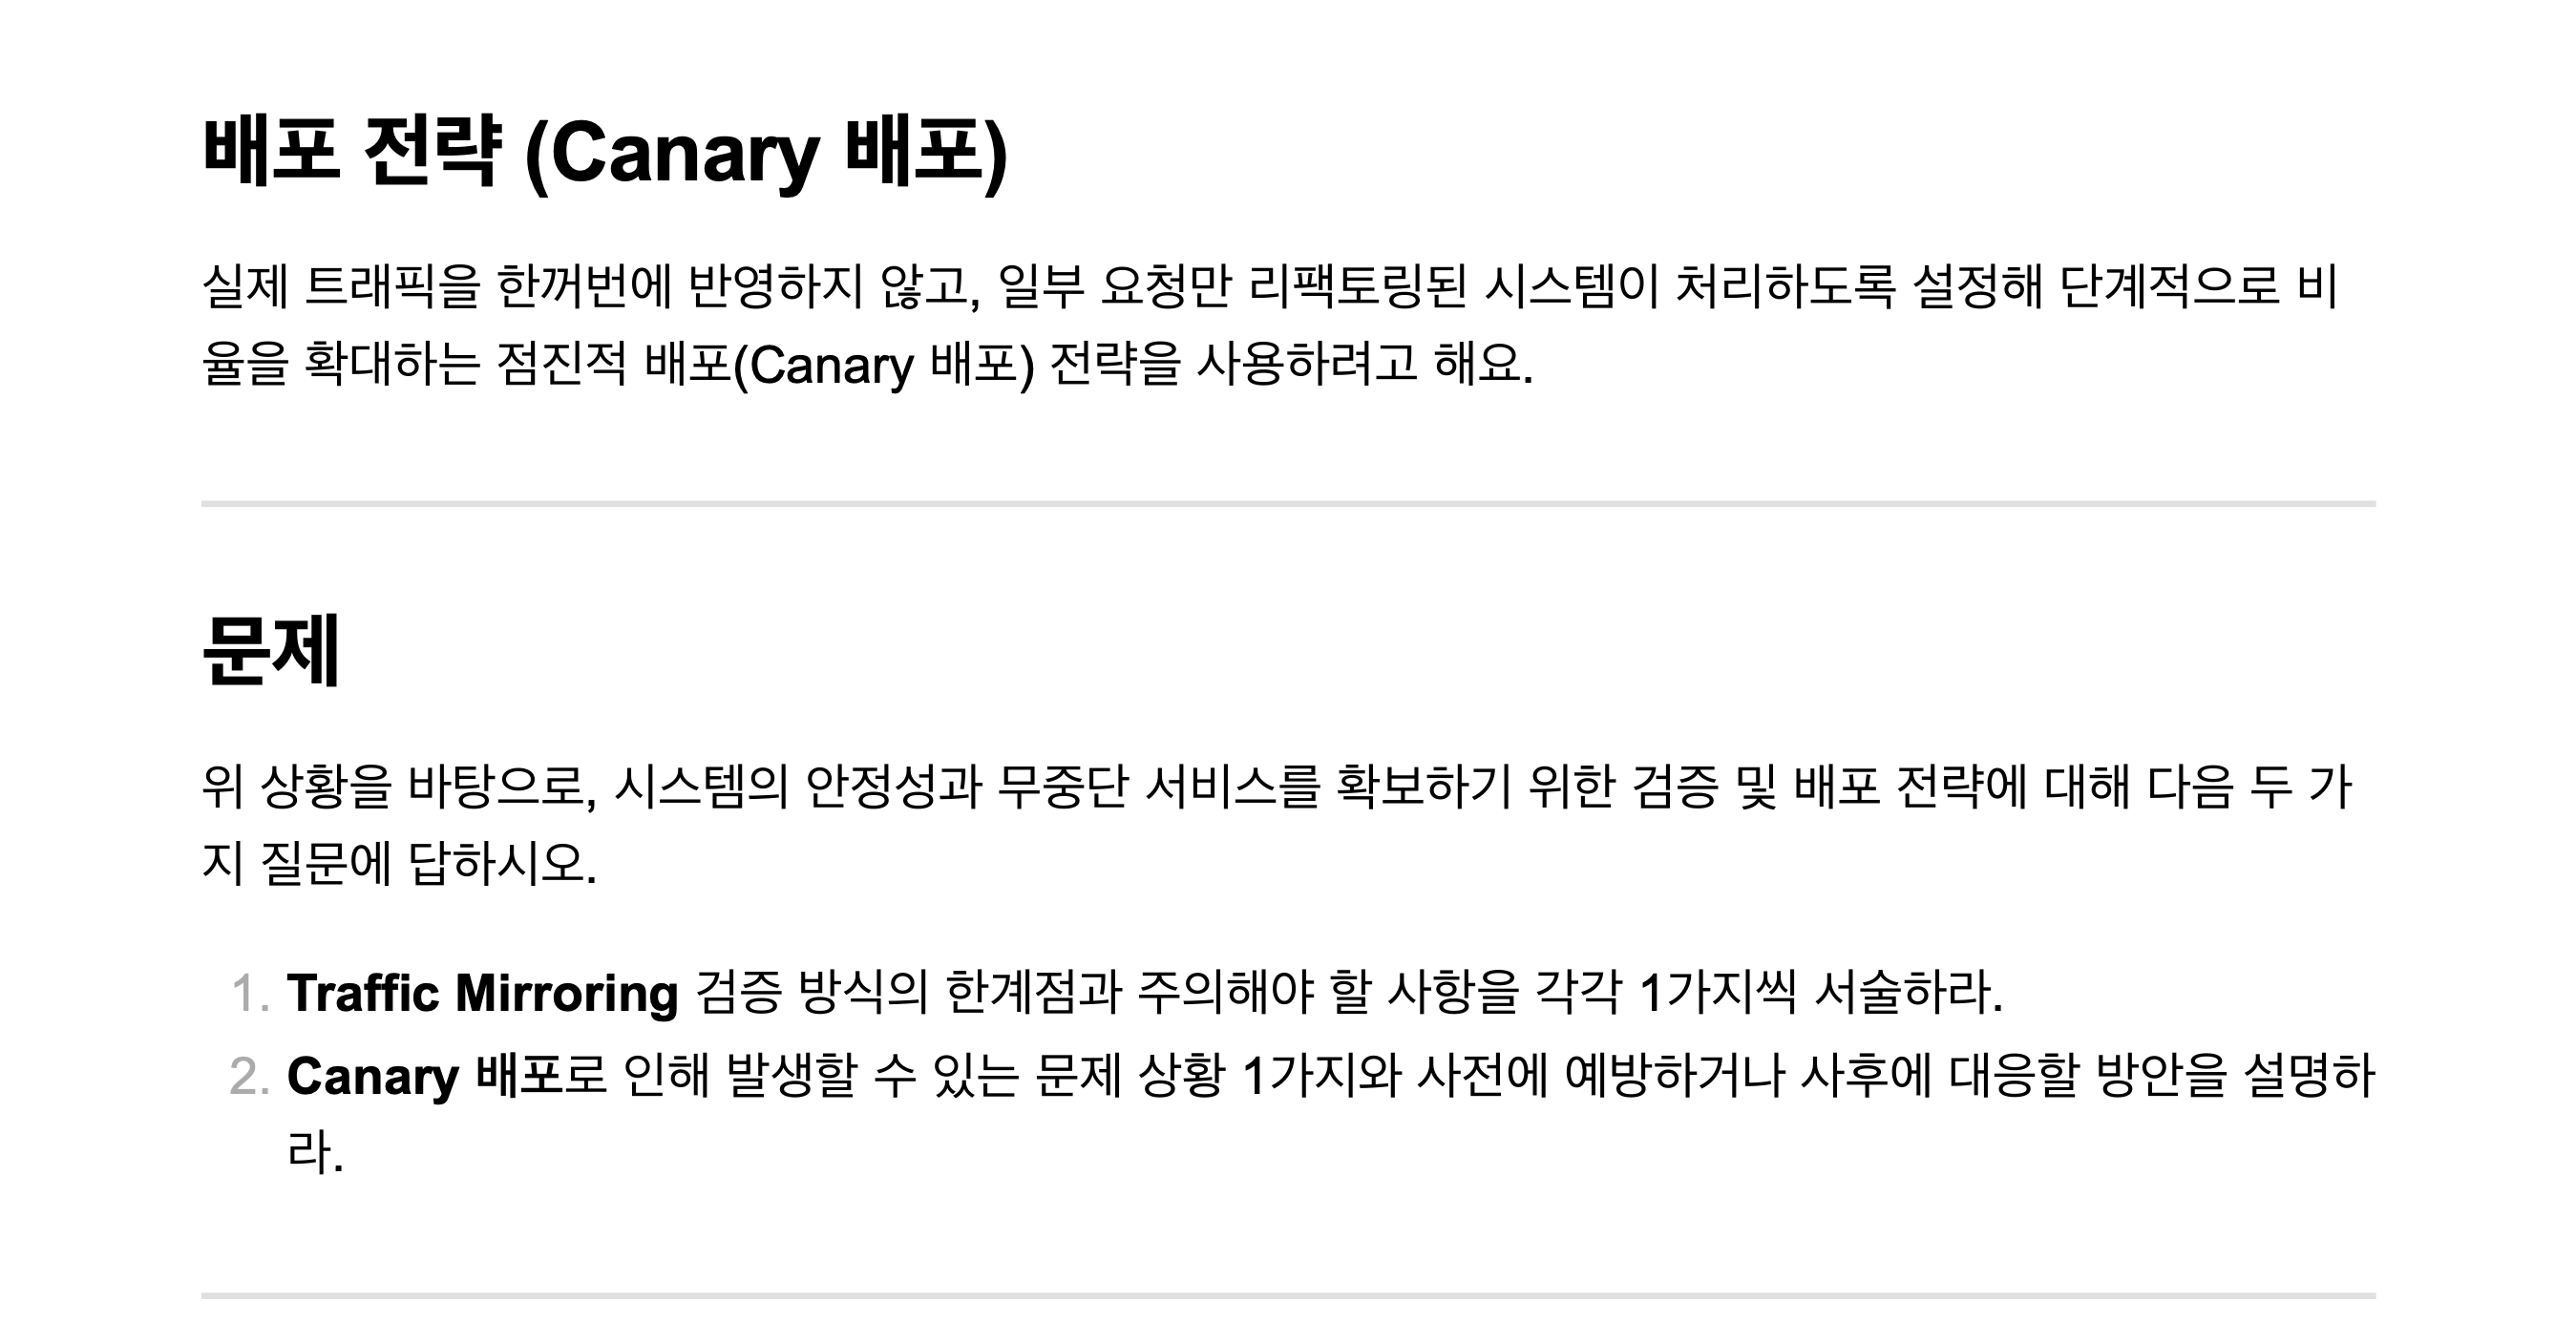 배포 전략 (Canary 배포)
실제 트래픽을 한꺼번에 반영하지 않고, 일부 요청만 리팩토링된 시스템이 처리하도록 설정해 단계적으로 비
율을 확대하는 점진적 배포(Canary 배포) 전략을 사용하려고 해요.
문제
위 상황을 바탕으로, 시스템의 안정성과 무중단 서비스를 확보하기 위한 검증 및 배포 전략에 대해 다음 두 가
지 질문에 답하시오.
1. Traffic Mirroring 검증 방식의 한계점과 주의해야 할 사항을 각각 1가지씩 서술하라.
2. Canary 배포로 인해 발생할 수 있는 문제 상황 1가지와 사전에 예방하거나 사후에 대응할 방안을 설명하
라.